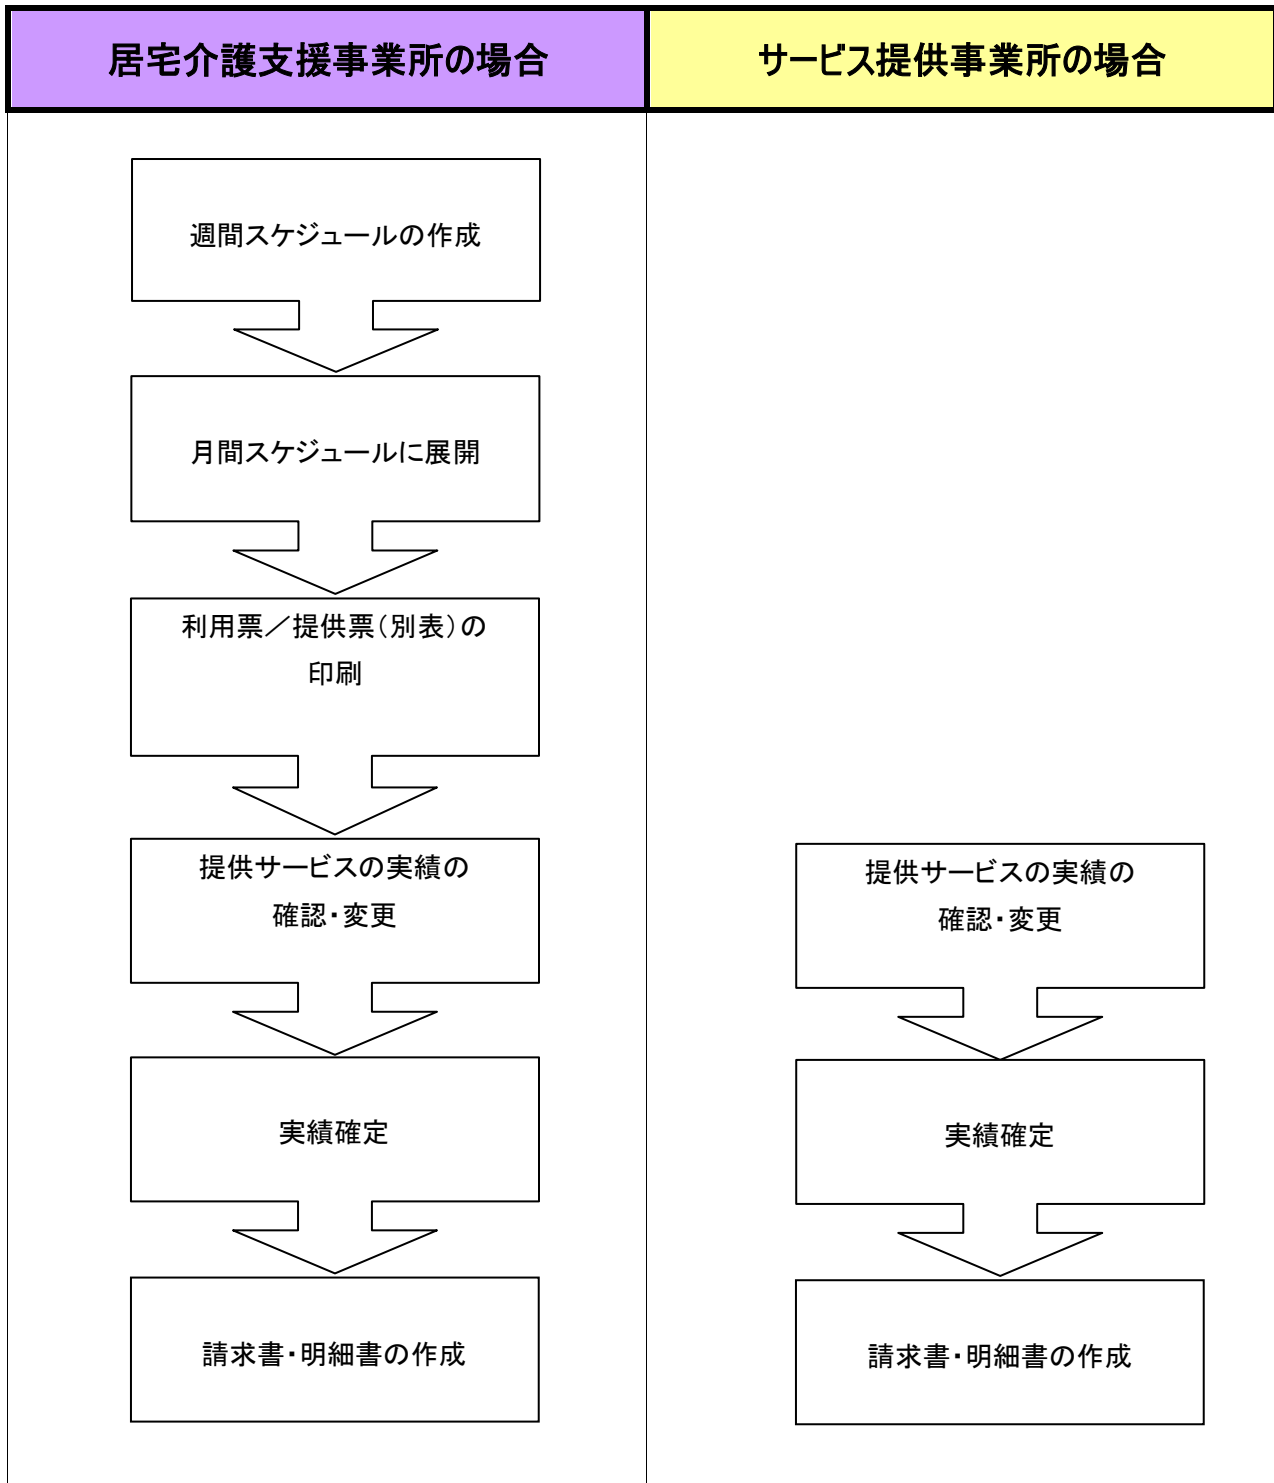 居宅介護支援事業所の場合
サービス提供事業所の場合
週間スケジュールの作成
月間スケジュールに展開
利用票／提供票（別表）の
印刷
提供サービスの実績の
確認・変更
実績確定
請求書・明細書の作成
提供サービスの実績の
確認・変更
実績確定
請求書・明細書の作成